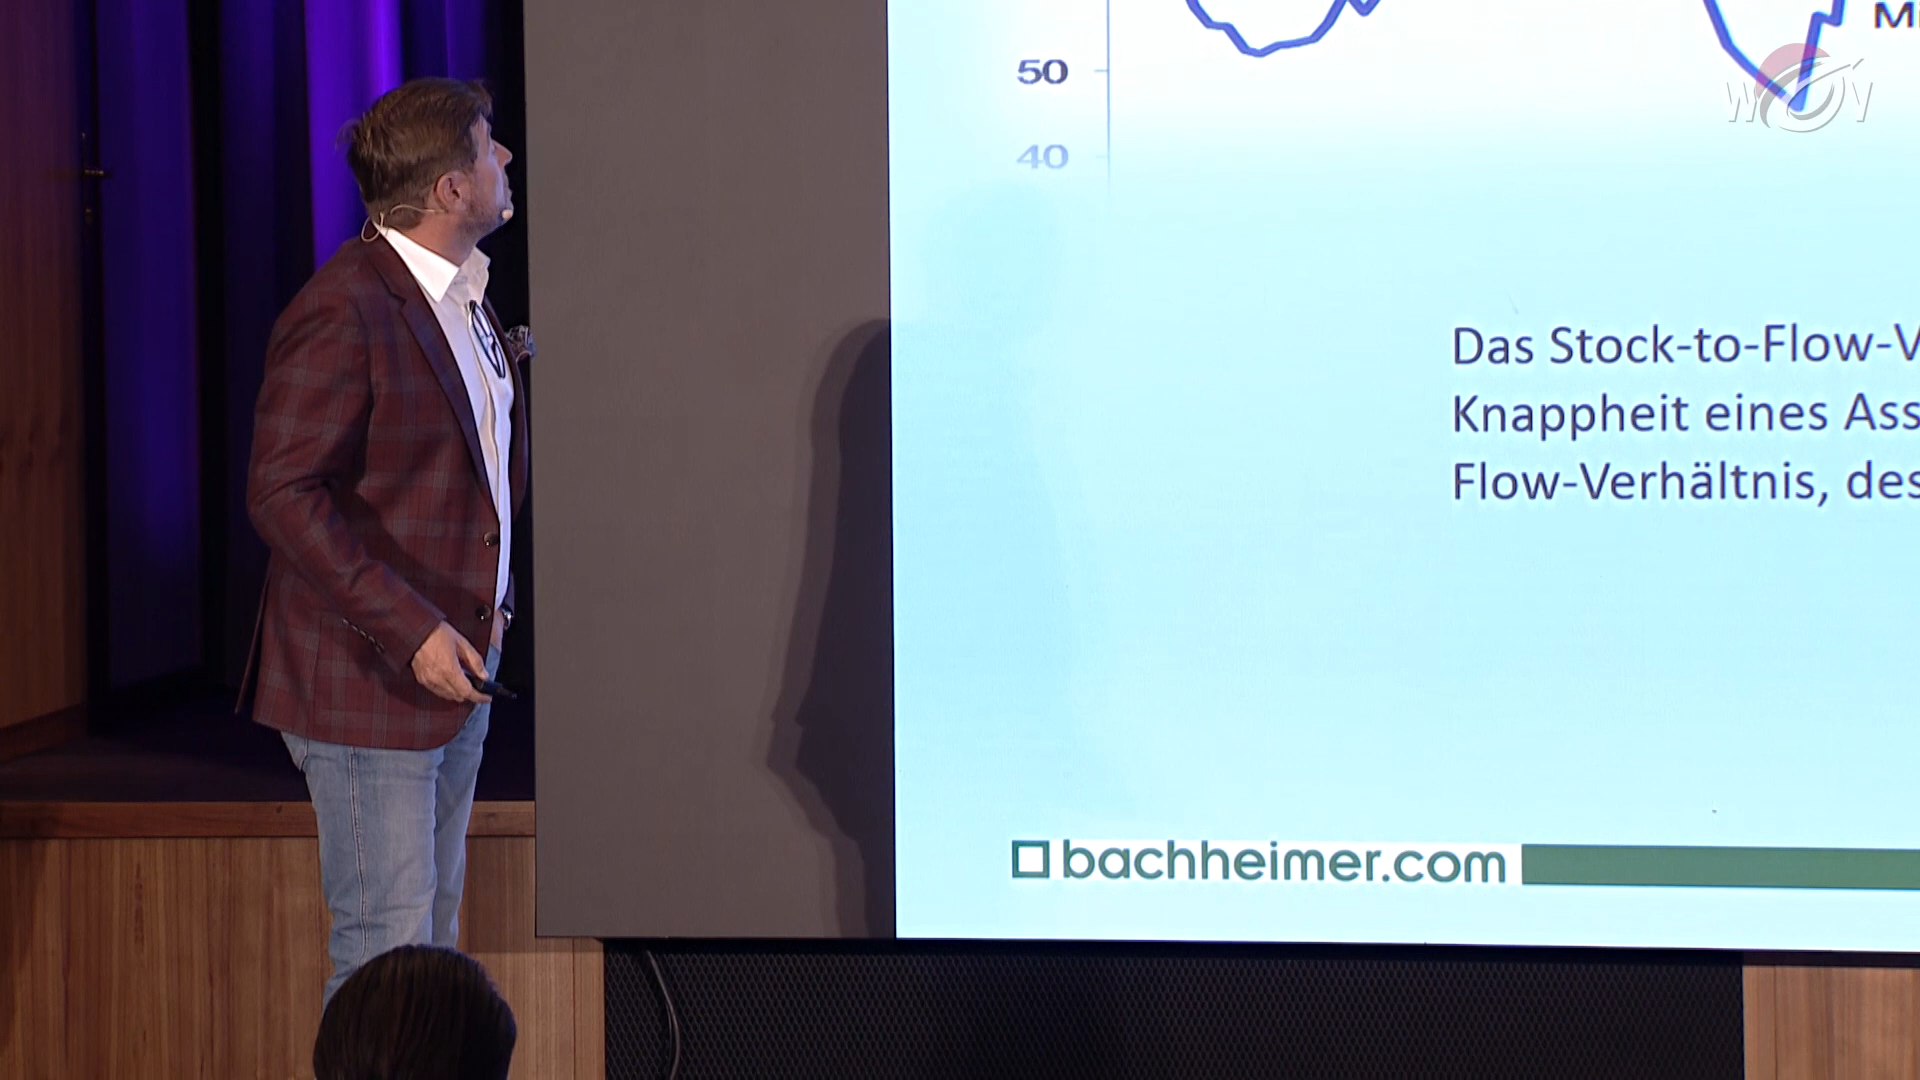 50
40
Das Stock-to-Flow-V
Knappheit eines Ass
Flow-Verhältnis, des
bachheimer.com